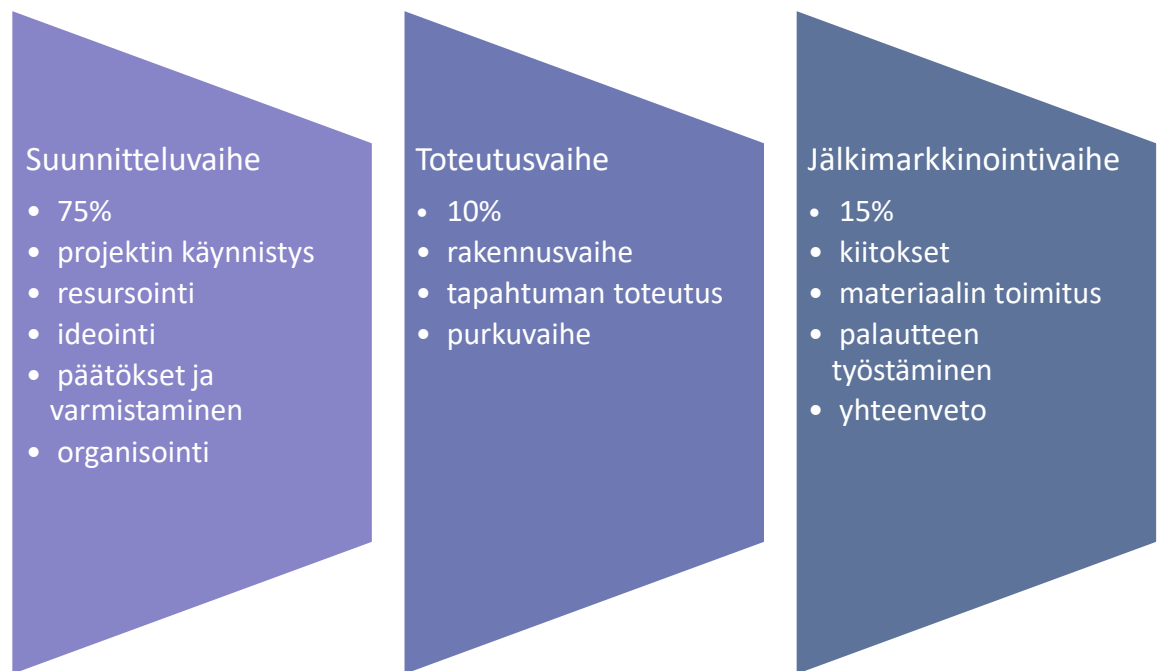 Suunnitteluvaihe
• 75%
• projektin käynnistys
• resursointi
• ideointi
• päätökset ja
varmistaminen
• organisointi
Toteutusvaihe
• 10%
• rakennusvaihe
• tapahtuman toteutus
• purkuvaihe
Jälkimarkkinointivaihe
• 15%
• kiitokset
• materiaalin toimitus
• palautteen
työstäminen
• yhteenveto